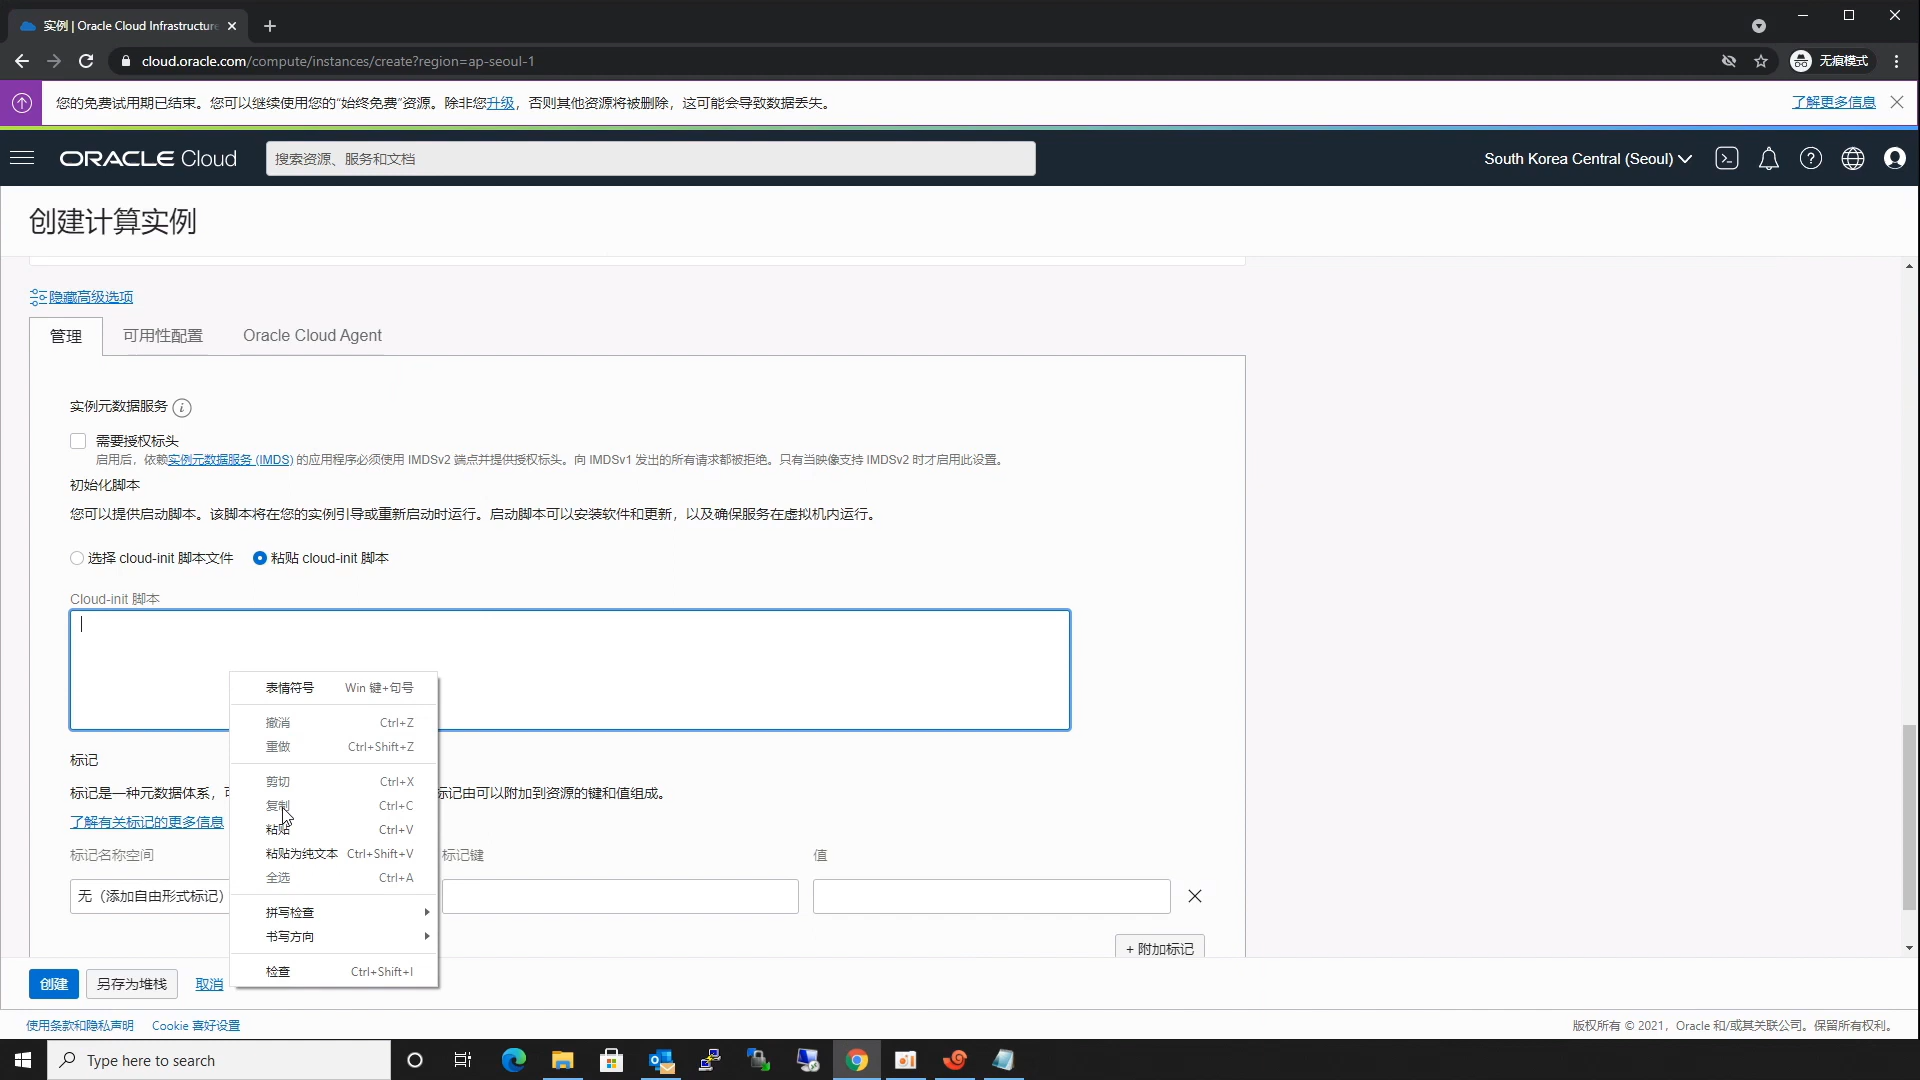 实例 | Oracle Cloud Infrastructure
cloud.oracle.com/compute/instances/create?region=ap-seoul-1
无痕模式
您的免费试用期已结束。您可以继续使用您的“始终免费”资源。除非您升级，否则其他资源将被删除，这可能会导致数据丢失。
了解更多信息
ORACLE Cloud
搜索资源、服务和文档
South Korea Central (Seoul)
创建计算实例
隐藏高级选项
管理
可用性配置
Oracle Cloud Agent
实例元数据服务
需要授权标头
启用后，依赖实例元数据服务 (IMDS) 的应用程序必须使用 IMDSv2 端点并提供授权标头。向 IMDSv1 发出的所有请求都被拒绝。只有当映像支持 IMDSv2 时才启用此设置。
初始化脚本
您可以提供启动脚本。该脚本将在您的实例引导或重新启动时运行。启动脚本可以安装软件和更新，以及确保服务在虚拟机内运行。
选择 cloud-init 脚本文件
粘贴 cloud-init 脚本
Cloud-init 脚本
表情符号 Win 键+句号
撤消 Ctrl+Z
重做 Ctrl+Shift+Z
剪切 Ctrl+X
复制 Ctrl+C
粘贴 Ctrl+V
粘贴为纯文本 Ctrl+Shift+V
全选 Ctrl+A
拼写检查
书写方向
检查 Ctrl+Shift+I
标记
标记是一种元数据体系，
标记由可以附加到资源的键和值组成。
了解有关标记的更多信息
标记名称空间
标记键
值
无（添加自由形式标记）
+ 附加标记
创建
另存为堆栈
取消
使用条款和隐私声明
Cookie 喜好设置
版权所有 © 2021，Oracle 和/或其关联公司。保留所有权利。
Type here to search